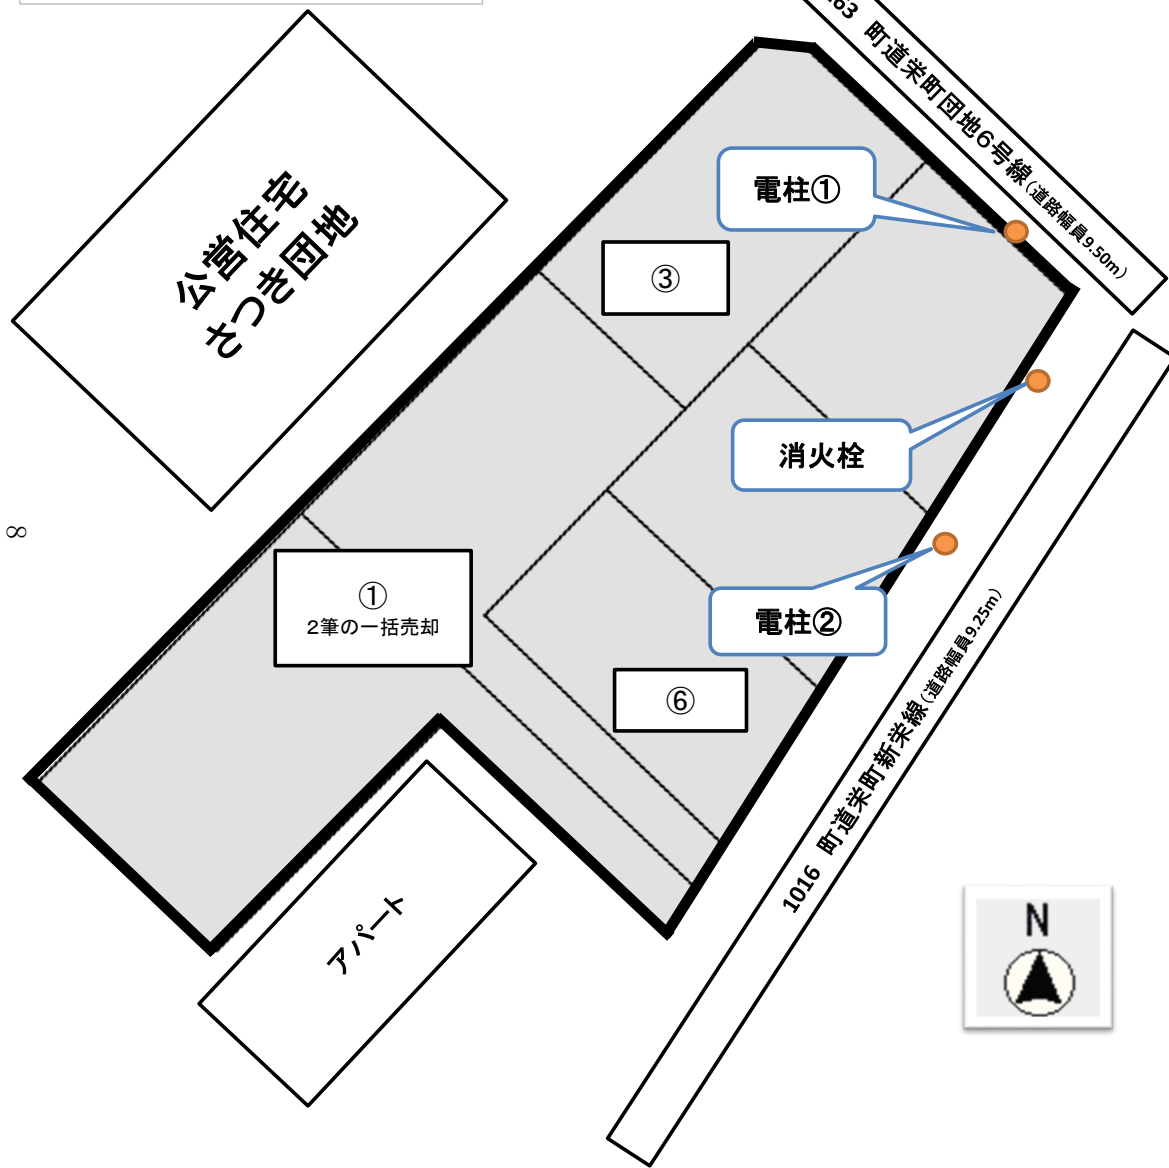 63 町道栄町団地6号線(道路幅員9.50m)
公営住宅
さつき団地
電柱①
③
消火栓
①
2筆の一括売却
電柱②
⑥
1016 町道栄町新栄線(道路幅員9.25m)
アパート
N
8